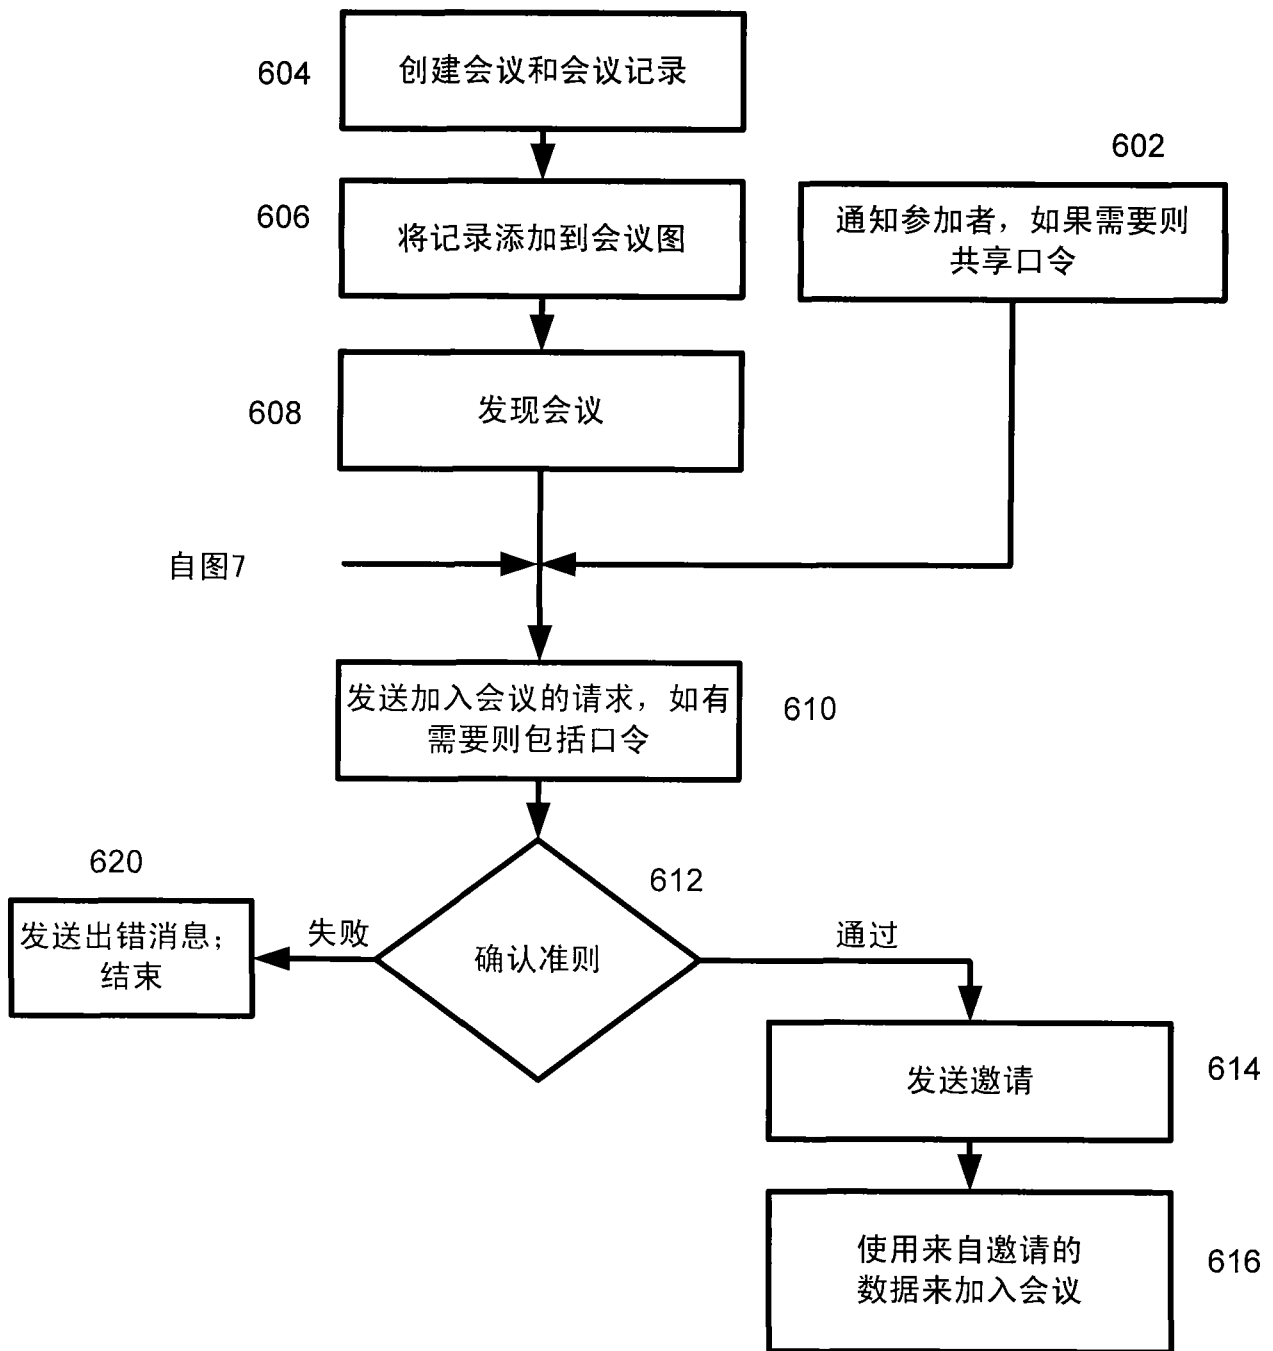 604
创建会议和会议记录
602
606
将记录添加到会议图
通知参加者，如果需要则
共享口令
608
发现会议
自图7
发送加入会议的请求，如有
需要则包括口令
610
620
612
发送出错消息；
结束
失败
确认准则
通过
发送邀请
614
使用来自邀请的
数据来加入会议
616